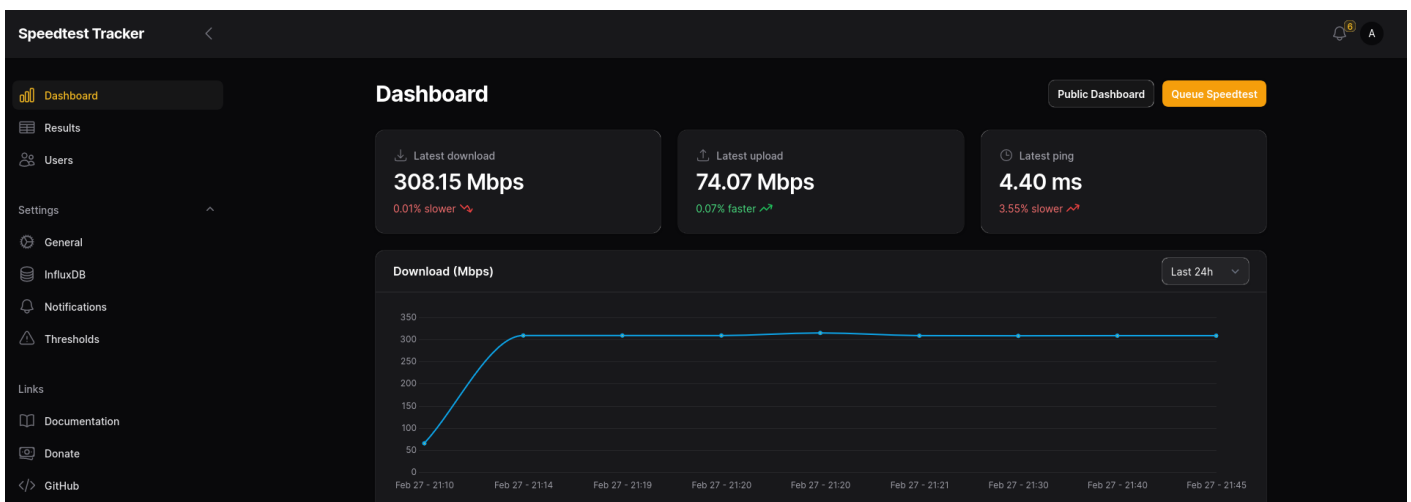 Speedtest Tracker
6
A
Dashboard
Results
Users
Settings
General
InfluxDB
Notifications
Thresholds
Links
Documentation
Donate
GitHub
Dashboard
Public Dashboard
Queue Speedtest
Latest download
308.15 Mbps
0.01% slower
Latest upload
74.07 Mbps
0.07% faster
Latest ping
4.40 ms
3.55% slower
Download (Mbps)
Last 24h
350
300
250
200
150
100
50
0
Feb 27 - 21:10 Feb 27 - 21:14 Feb 27 - 21:19 Feb 27 - 21:20 Feb 27 - 21:20 Feb 27 - 21:21 Feb 27 - 21:30 Feb 27 - 21:40 Feb 27 - 21:45